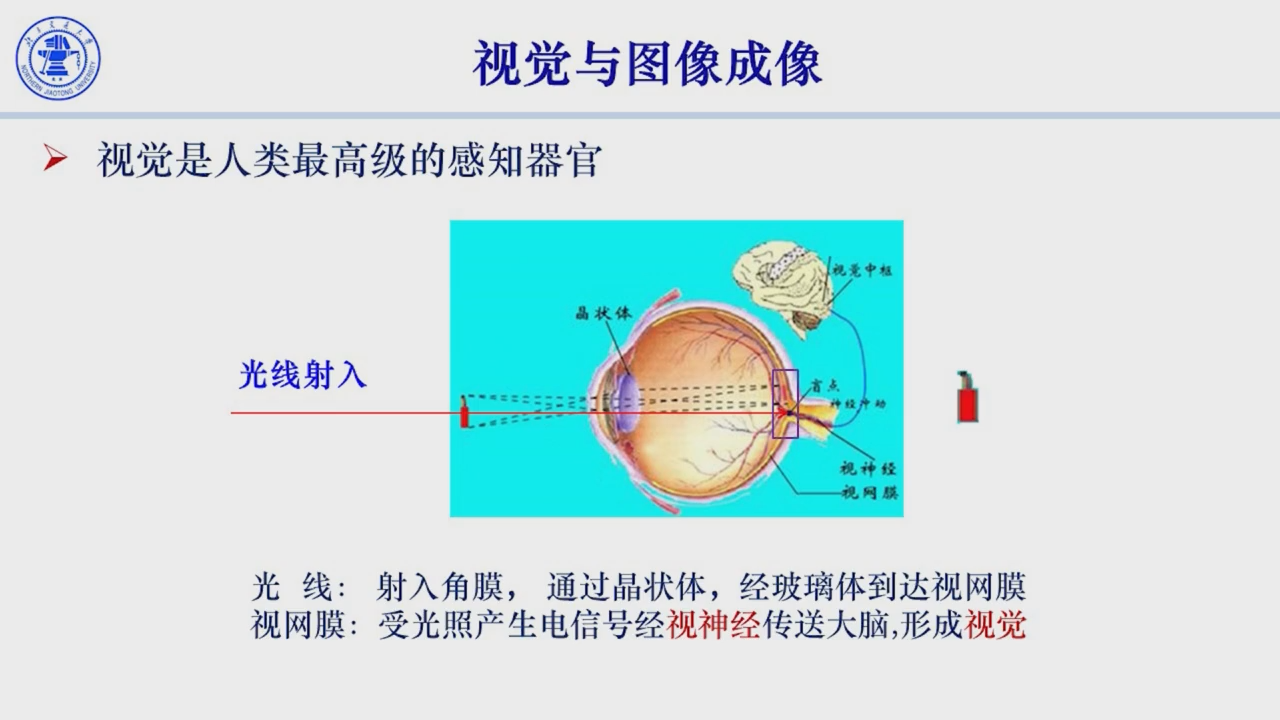 北方交通大学
NORTHERN JIAOTONG UNIVERSITY
视觉与图像成像
视觉是人类最高级的感知器官
视觉中枢
晶状体
光线射入
盲点
神经冲动
视神经
视网膜
光 线： 射入角膜， 通过晶状体，经玻璃体到达视网膜
视网膜：受光照产生电信号经视神经传送大脑,形成视觉